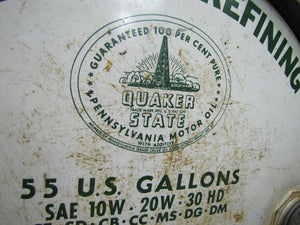 REFINING
GUARANTEED 100 PER CENT PURE
QUAKER
STATE
PENNSYLVANIA MOTOR OIL
WITH ADDITIVES
55 U.S. GALLONS
SAE 10W · 20W · 30 HD
CB · CC · MS · DG · DM